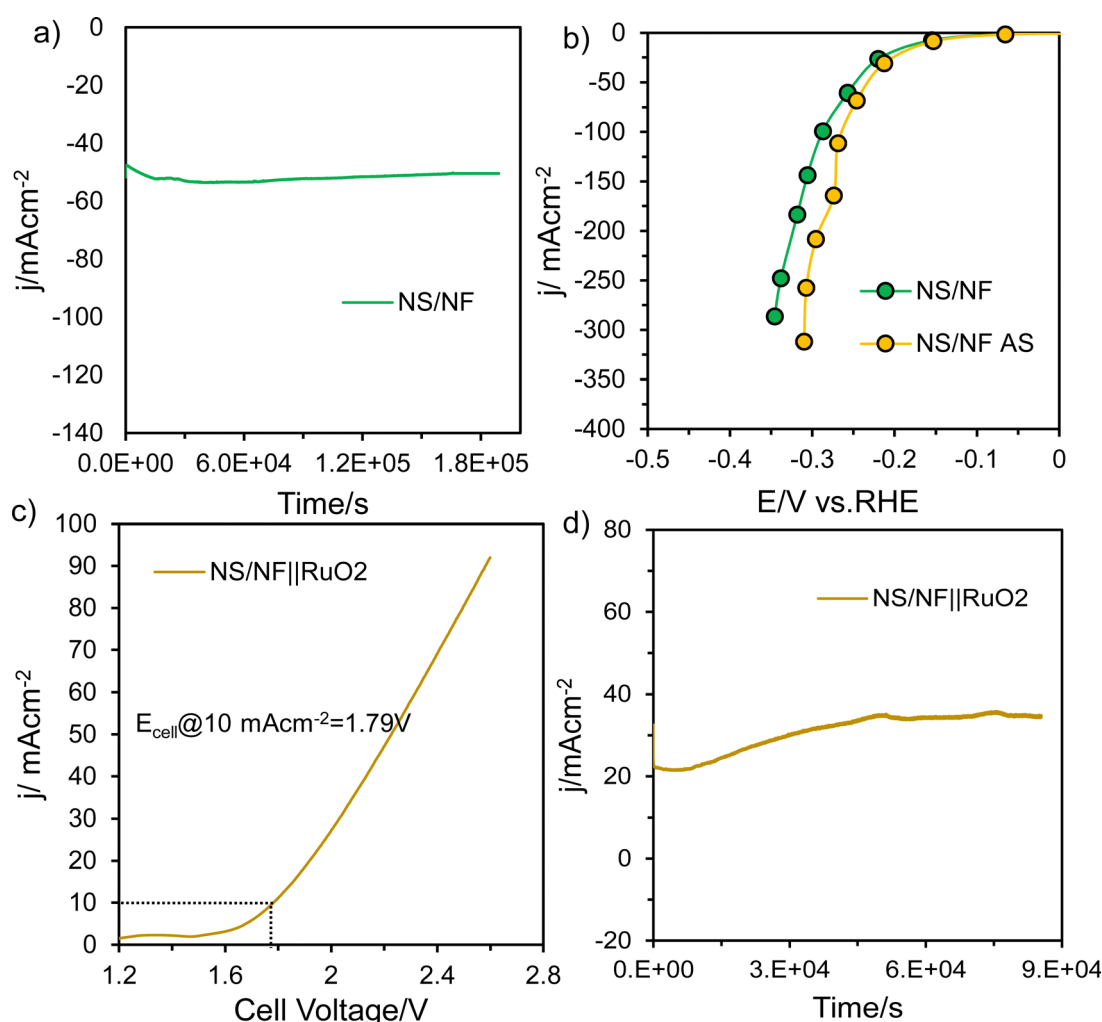 a)
0
-20
-40
-60
-80
-100
-120
-140
j/mAcm⁻²
NS/NF
0.0E+00 6.0E+04 1.2E+05 1.8E+05
Time/s
b)
0
-50
-100
-150
-200
-250
-300
-350
-400
j/ mAcm⁻²
NS/NF
NS/NF AS
-0.5 -0.4 -0.3 -0.2 -0.1 0
E/V vs.RHE
c)
100
90
80
70
60
50
40
30
20
10
0
j/ mAcm⁻²
NS/NF||RuO2
E_cell@10 mAcm⁻²=1.79V
1.2 1.6 2 2.4 2.8
Cell Voltage/V
d)
80
60
40
20
0
-20
j/mAcm⁻²
NS/NF||RuO2
0.E+00 3.E+04 6.E+04 9.E+04
Time/s